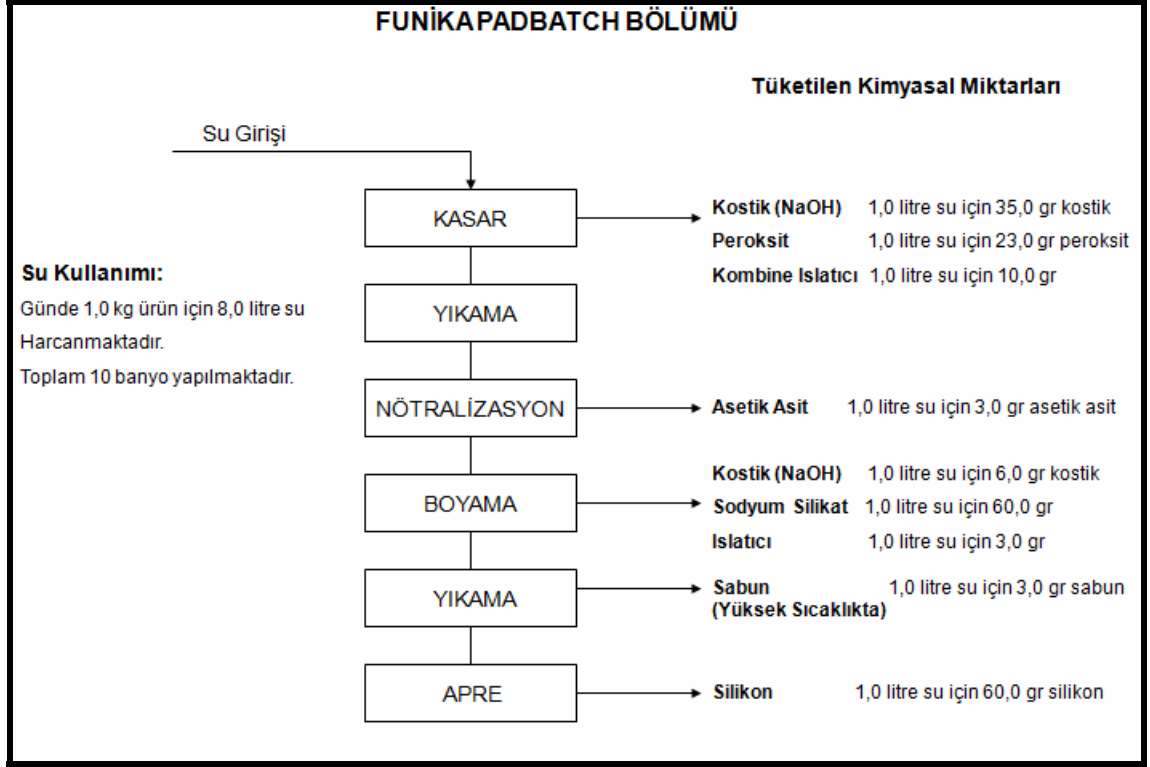 FUNİKAPADBATCH BÖLÜMÜ
Tüketilen Kimyasal Miktarları
Su Girişi
KASAR
Kostik (NaOH) 1,0 litre su için 35,0 gr kostik
Peroksit 1,0 litre su için 23,0 gr peroksit
Kombine Islatıcı 1,0 litre su için 10,0 gr
Su Kullanımı:
Günde 1,0 kg ürün için 8,0 litre su
Harcanmaktadır.
Toplam 10 banyo yapılmaktadır.
YIKAMA
NÖTRALİZASYON
Asetik Asit 1,0 litre su için 3,0 gr asetik asit
BOYAMA
Kostik (NaOH) 1,0 litre su için 6,0 gr kostik
Sodyum Silikat 1,0 litre su için 60,0 gr
Islatıcı 1,0 litre su için 3,0 gr
YIKAMA
Sabun 1,0 litre su için 3,0 gr sabun
(Yüksek Sıcaklıkta)
APRE
Silikon 1,0 litre su için 60,0 gr silikon